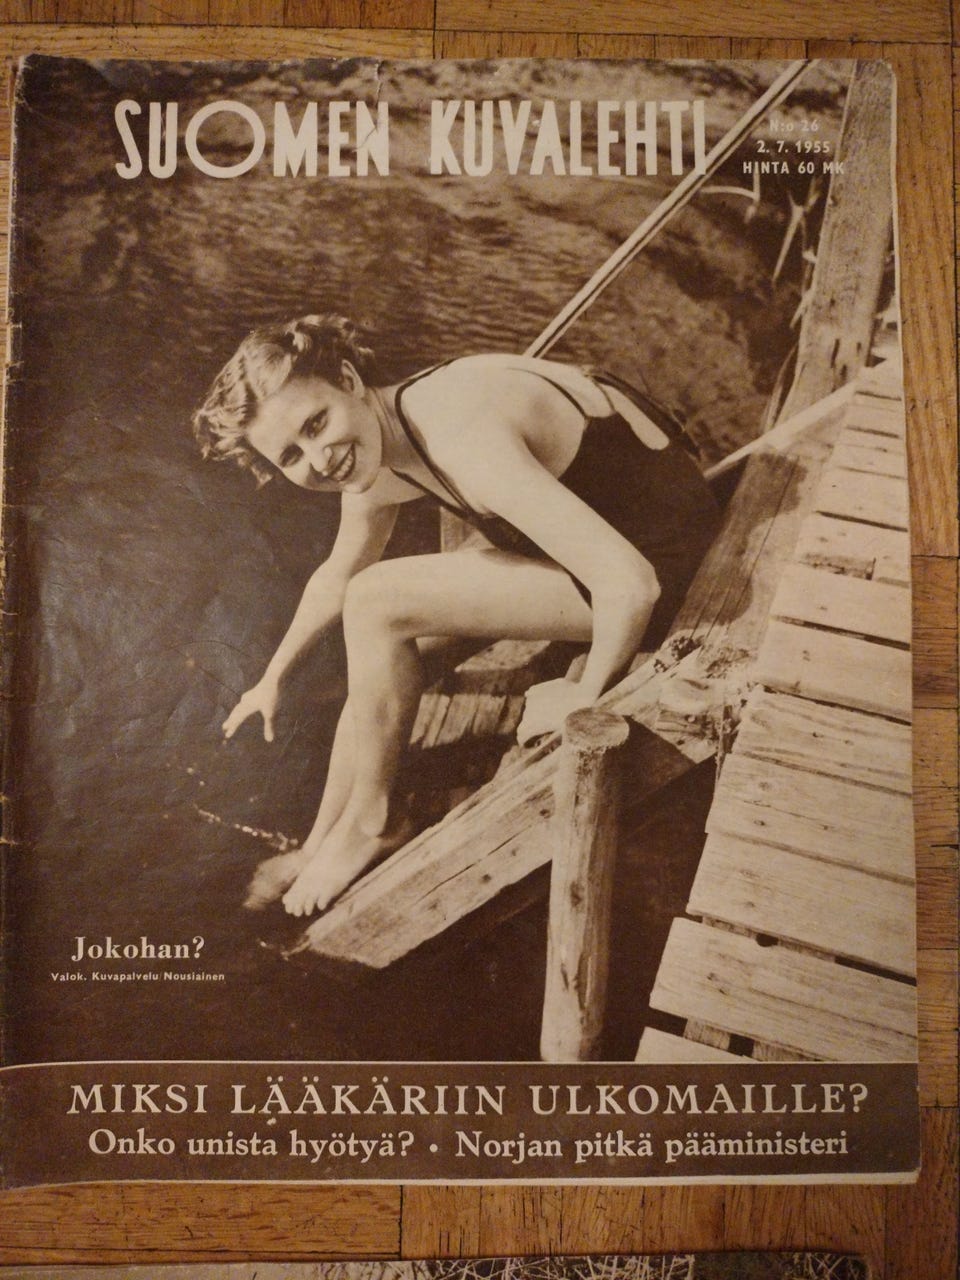 SUOMEN KUVALEHTI
N:o 26
2. 7. 1955
HINTA 60 MK
Jokohan?
Valok. Kuvapalvelu Nousiainen
MIKSI LÄÄKÄRIIN ULKOMAILLE?
Onko unista hyötyä? • Norjan pitkä pääministeri